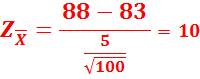 Z_X̄ = (88 − 83) / (5 / √100) = 10